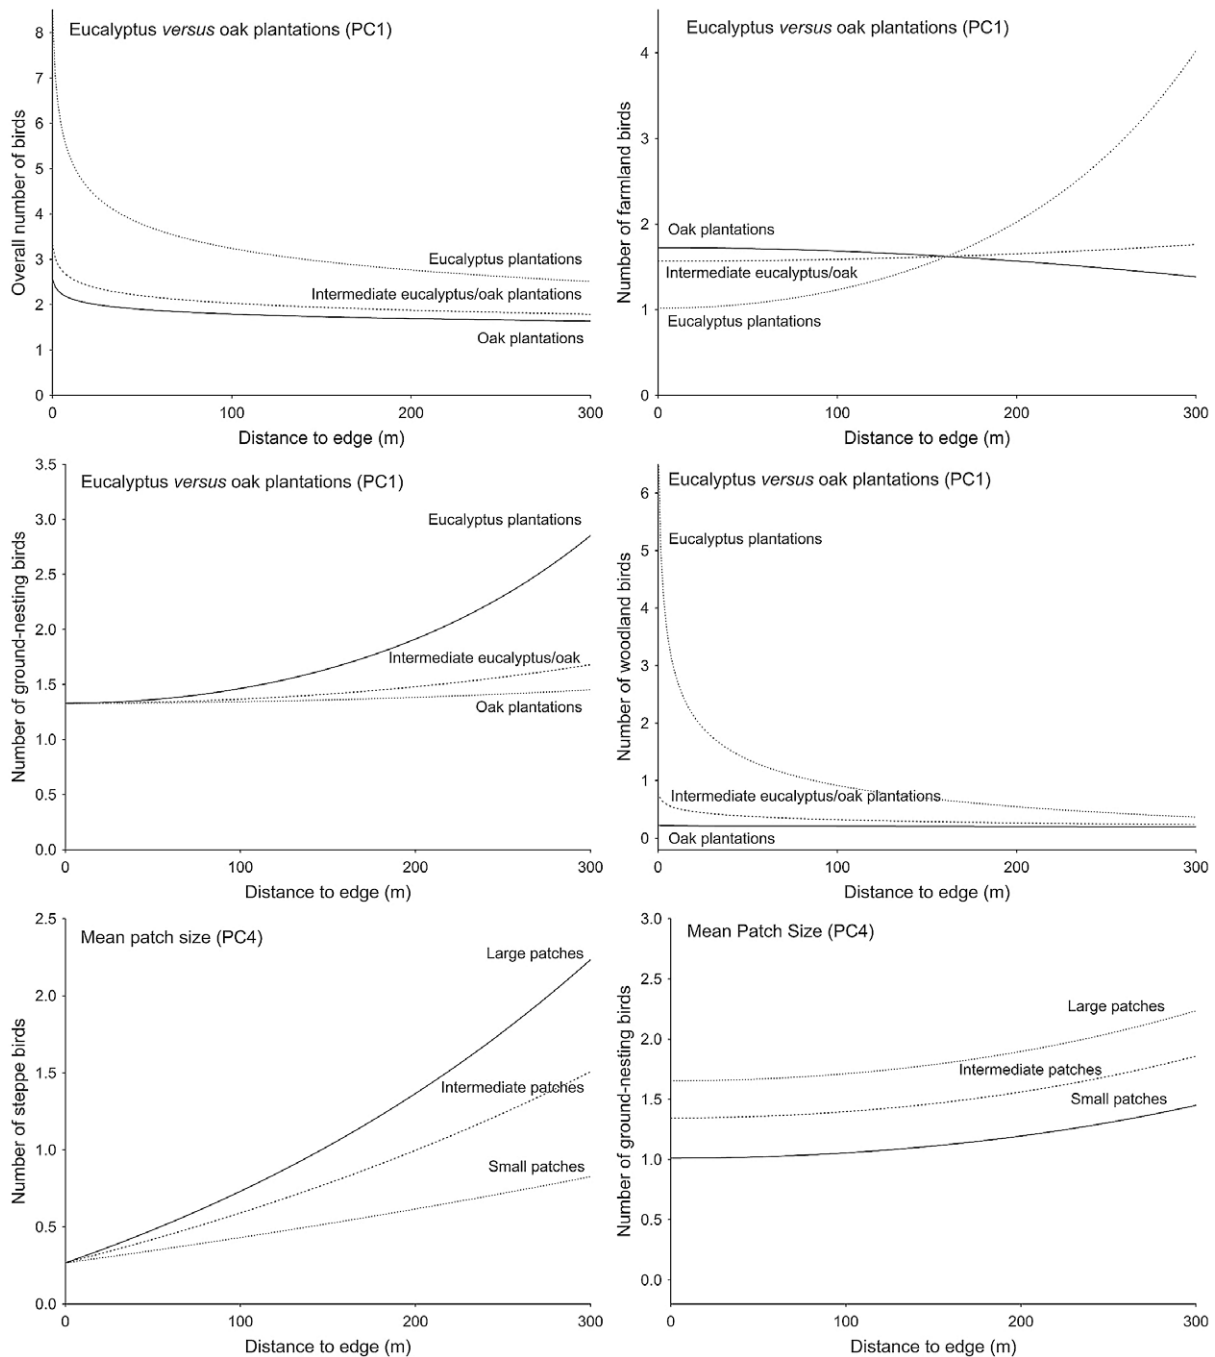 Eucalyptus versus oak plantations (PC1)
Overall number of birds
8
7
6
5
4
3
2
1
0
Eucalyptus plantations
Intermediate eucalyptus/oak plantations
Oak plantations
0 100 200 300
Distance to edge (m)
Eucalyptus versus oak plantations (PC1)
Number of farmland birds
4
3
2
1
0
Oak plantations
Intermediate eucalyptus/oak
Eucalyptus plantations
0 100 200 300
Distance to edge (m)
Eucalyptus versus oak plantations (PC1)
Number of ground-nesting birds
3.5
3.0
2.5
2.0
1.5
1.0
0.5
0.0
Eucalyptus plantations
Intermediate eucalyptus/oak
Oak plantations
0 100 200 300
Distance to edge (m)
Eucalyptus versus oak plantations (PC1)
Number of woodland birds
6
5
4
3
2
1
0
Eucalyptus plantations
Intermediate eucalyptus/oak plantations
Oak plantations
0 100 200 300
Distance to edge (m)
Mean patch size (PC4)
Number of steppe birds
2.5
2.0
1.5
1.0
0.5
0.0
Large patches
Intermediate patches
Small patches
0 100 200 300
Distance to edge (m)
Mean Patch Size (PC4)
Number of ground-nesting birds
3.0
2.5
2.0
1.5
1.0
0.5
0.0
Large patches
Intermediate patches
Small patches
0 100 200 300
Distance to edge (m)